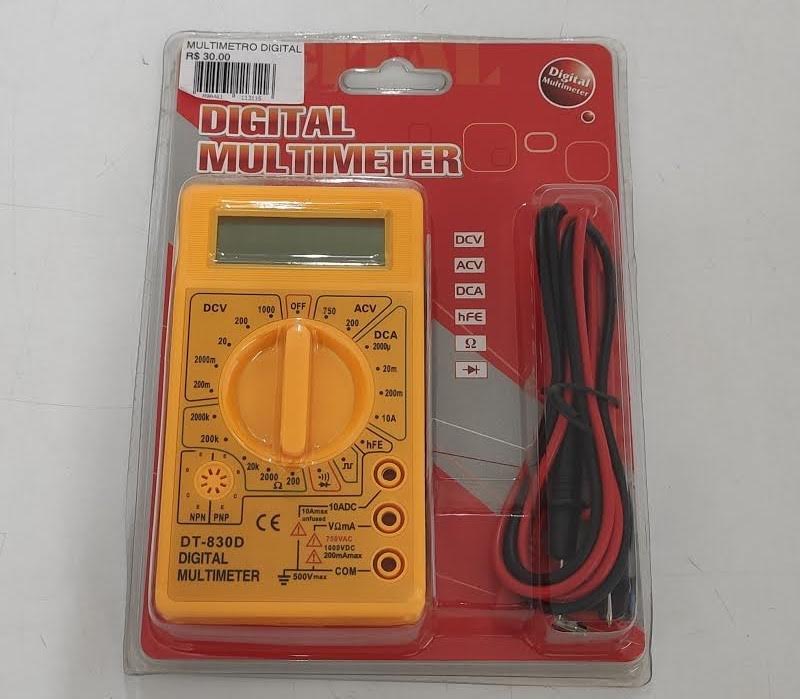 MULTIMETRO DIGITAL
R$ 30.00
Digital
Multimeter
DIGITAL
MULTIMETER
DCV
ACV
DCA
hFE
Ω
DCV
1000
OFF
750
ACV
200
200
DCA
20
2000µ
2000m
20m
200m
200m
2000k
10A
200k
hFE
20k
2000
Ω
200
NPN
PNP
CE
10Amax
unfused
10ADC
VΩmA
750VAC
1000VDC
200mAmax
500Vmax
COM
DT-830D
DIGITAL
MULTIMETER